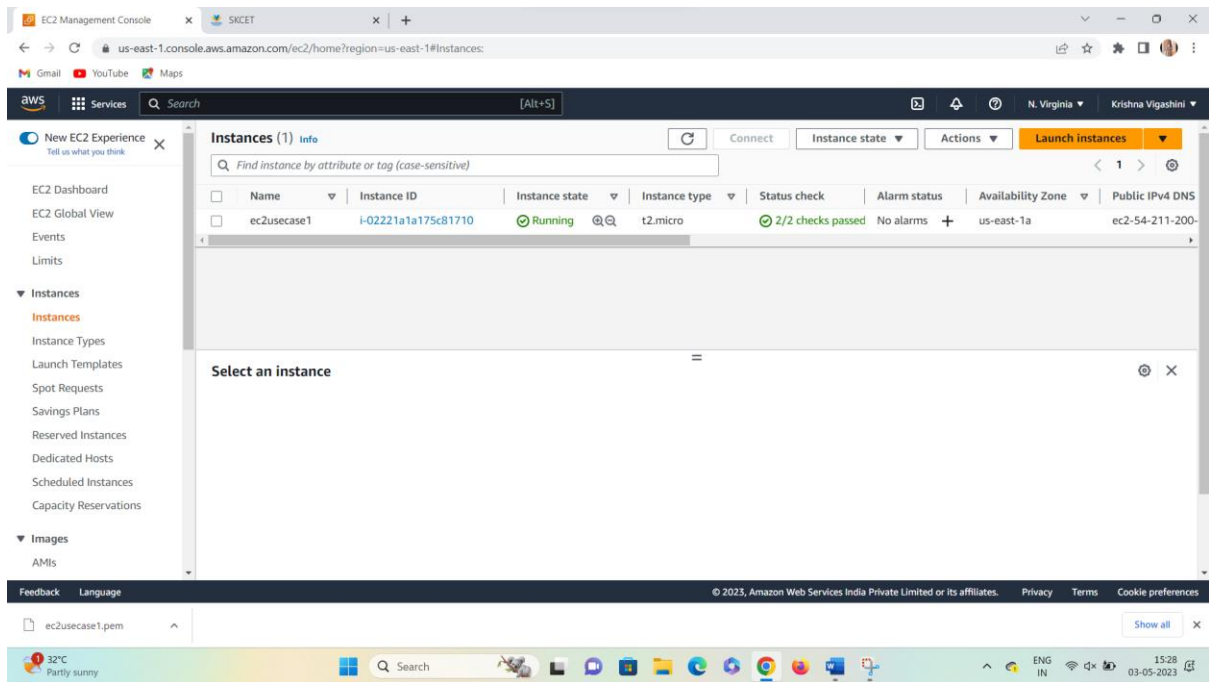 EC2 Management Console
SKCET
us-east-1.console.aws.amazon.com/ec2/home?region=us-east-1#Instances:
Gmail YouTube Maps
aws Services Search [Alt+S] N. Virginia Krishna Vigashini
New EC2 Experience
Tell us what you think
EC2 Dashboard
EC2 Global View
Events
Limits
Instances
Instances
Instance Types
Launch Templates
Spot Requests
Savings Plans
Reserved Instances
Dedicated Hosts
Scheduled Instances
Capacity Reservations
Images
AMIs
Instances (1) Info Connect Instance state Actions Launch instances
Find instance by attribute or tag (case-sensitive) 1
Name Instance ID Instance state Instance type Status check Alarm status Availability Zone Public IPv4 DNS
ec2usecase1 i-02221a1a175c81710 Running t2.micro 2/2 checks passed No alarms + us-east-1a ec2-54-211-200-
Select an instance
Feedback Language © 2023, Amazon Web Services India Private Limited or its affiliates. Privacy Terms Cookie preferences
ec2usecase1.pem Show all
1 32°C Search ENG 15:28
Partly sunny IN 03-05-2023